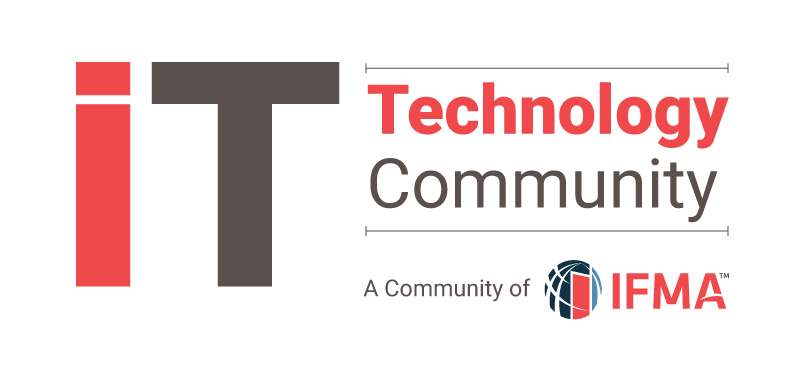 iT
Technology
Community
A Community of IFMA™